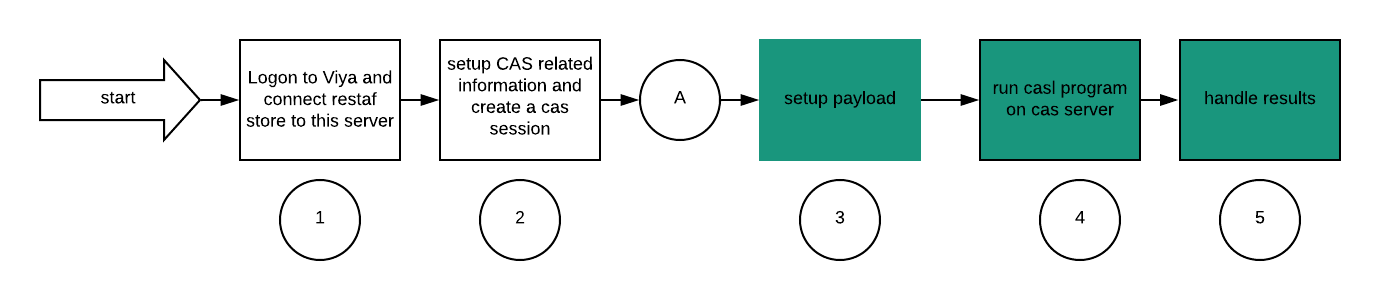 start
Logon to Viya and
connect restaf
store to this server
setup CAS related
information and
create a cas
session
A
setup payload
run casl program
on cas server
handle results
1
2
3
4
5